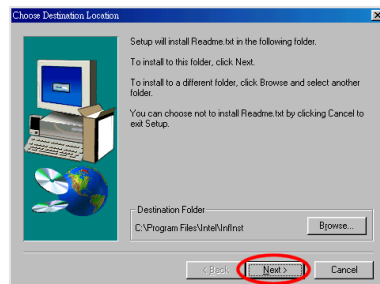 Choose Destination Location
Setup will install Readme.txt in the following folder.
To install to this folder, click Next.
To install to a different folder, click Browse and select another
folder.
You can choose not to install Readme.txt by clicking Cancel to
exit Setup.
Destination Folder
C:\Program Files\Intel\InfInst
Browse...
< Back
Next >
Cancel